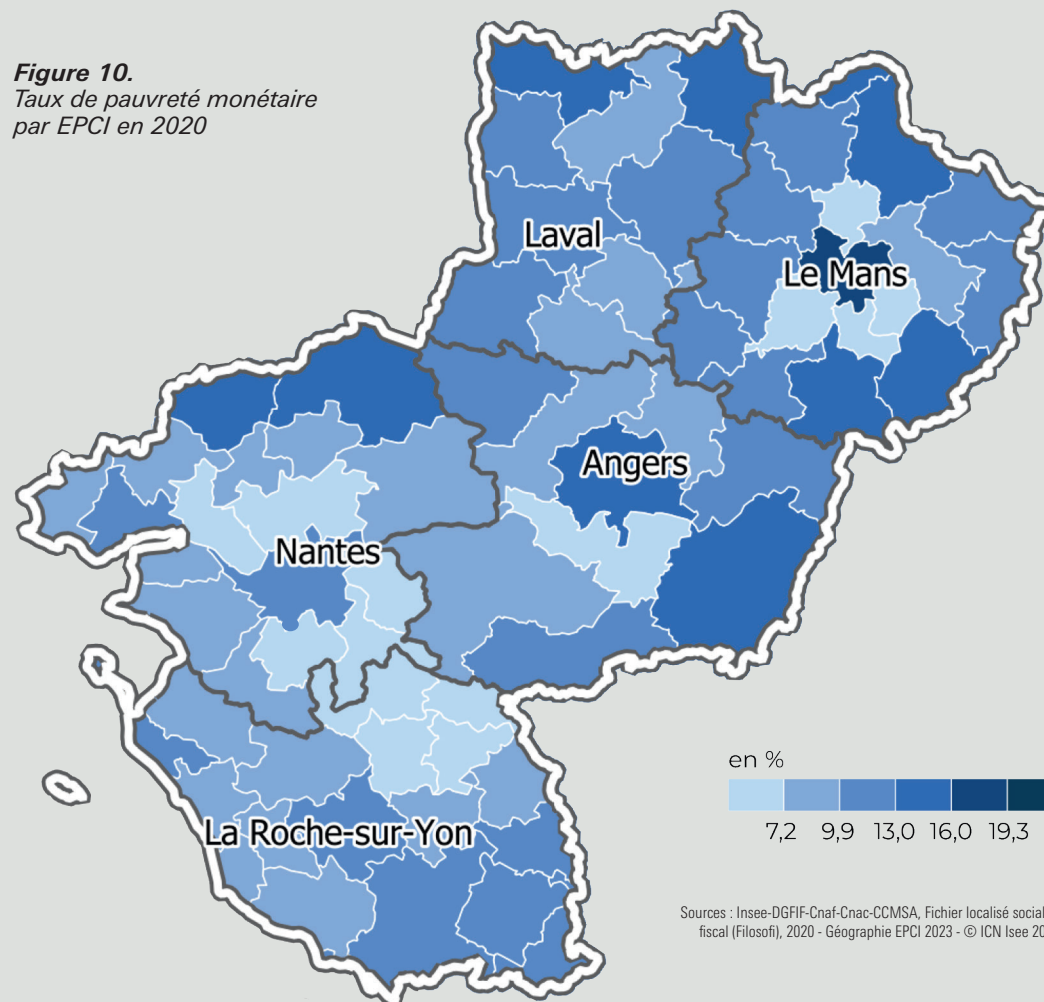 Figure 10.
Taux de pauvreté monétaire
par EPCI en 2020
Laval
Le Mans
Angers
Nantes
La Roche-sur-Yon
en %
7,2 9,9 13,0 16,0 19,3
Sources : Insee-DGFIF-Cnaf-Cnac-CCMSA, Fichier localisé social
fiscal (Filosofi), 2020 - Géographie EPCI 2023 - © ICN Isee 20